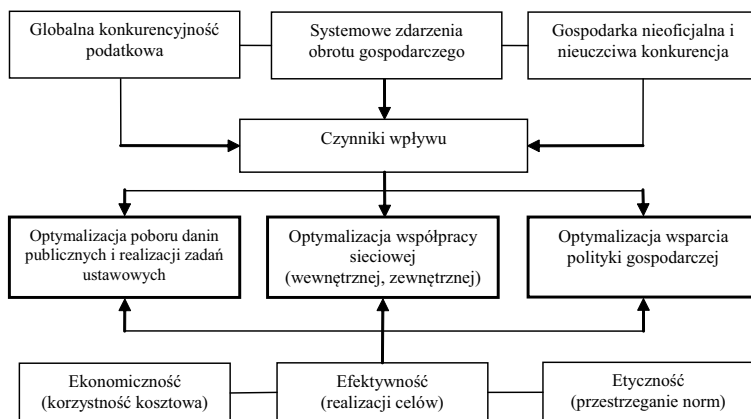 Globalna konkurencyjność
podatkowa
Systemowe zdarzenia
obrotu gospodarczego
Gospodarka nieoficjalna i
nieuczciwa konkurencja
Czynniki wpływu
Optymalizacja poboru danin
publicznych i realizacji zadań
ustawowych
Optymalizacja współpracy
sieciowej
(wewnętrznej, zewnętrznej)
Optymalizacja wsparcia
polityki gospodarczej
Ekonomiczność
(korzystność kosztowa)
Efektywność
(realizacji celów)
Etyczność
(przestrzeganie norm)